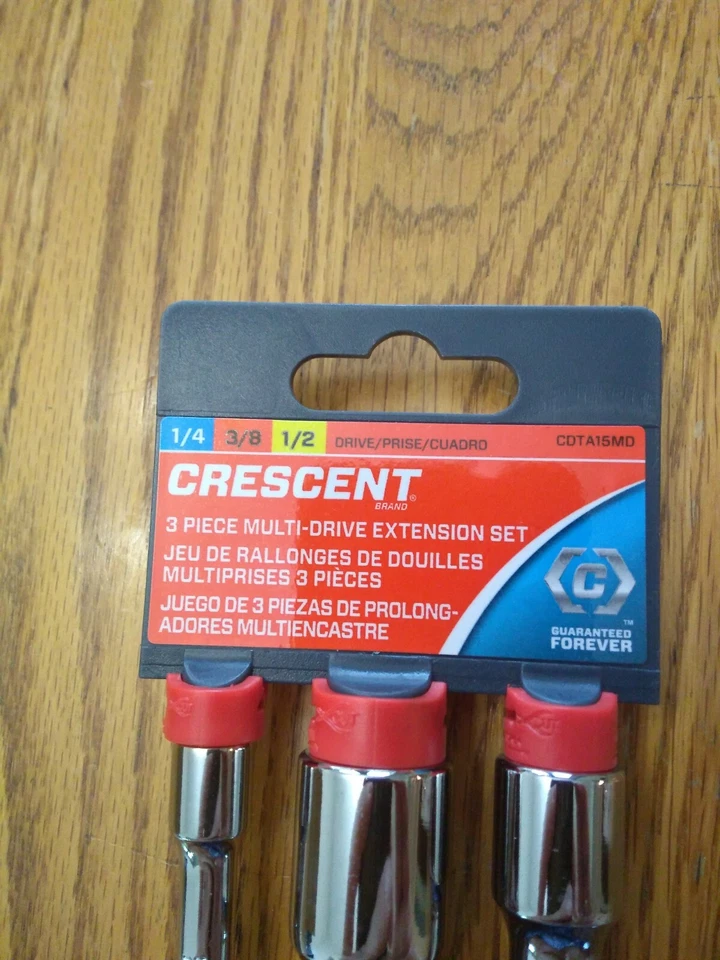 1/4 3/8 1/2 DRIVE/PRISE/CUADRO CDTA15MD
CRESCENT®
BRAND
3 PIECE MULTI-DRIVE EXTENSION SET
JEU DE RALLONGES DE DOUILLES
MULTIPRISES 3 PIÈCES
JUEGO DE 3 PIEZAS DE PROLONG-
ADORES MULTIENCASTRE
C
™
GUARANTEED
FOREVER